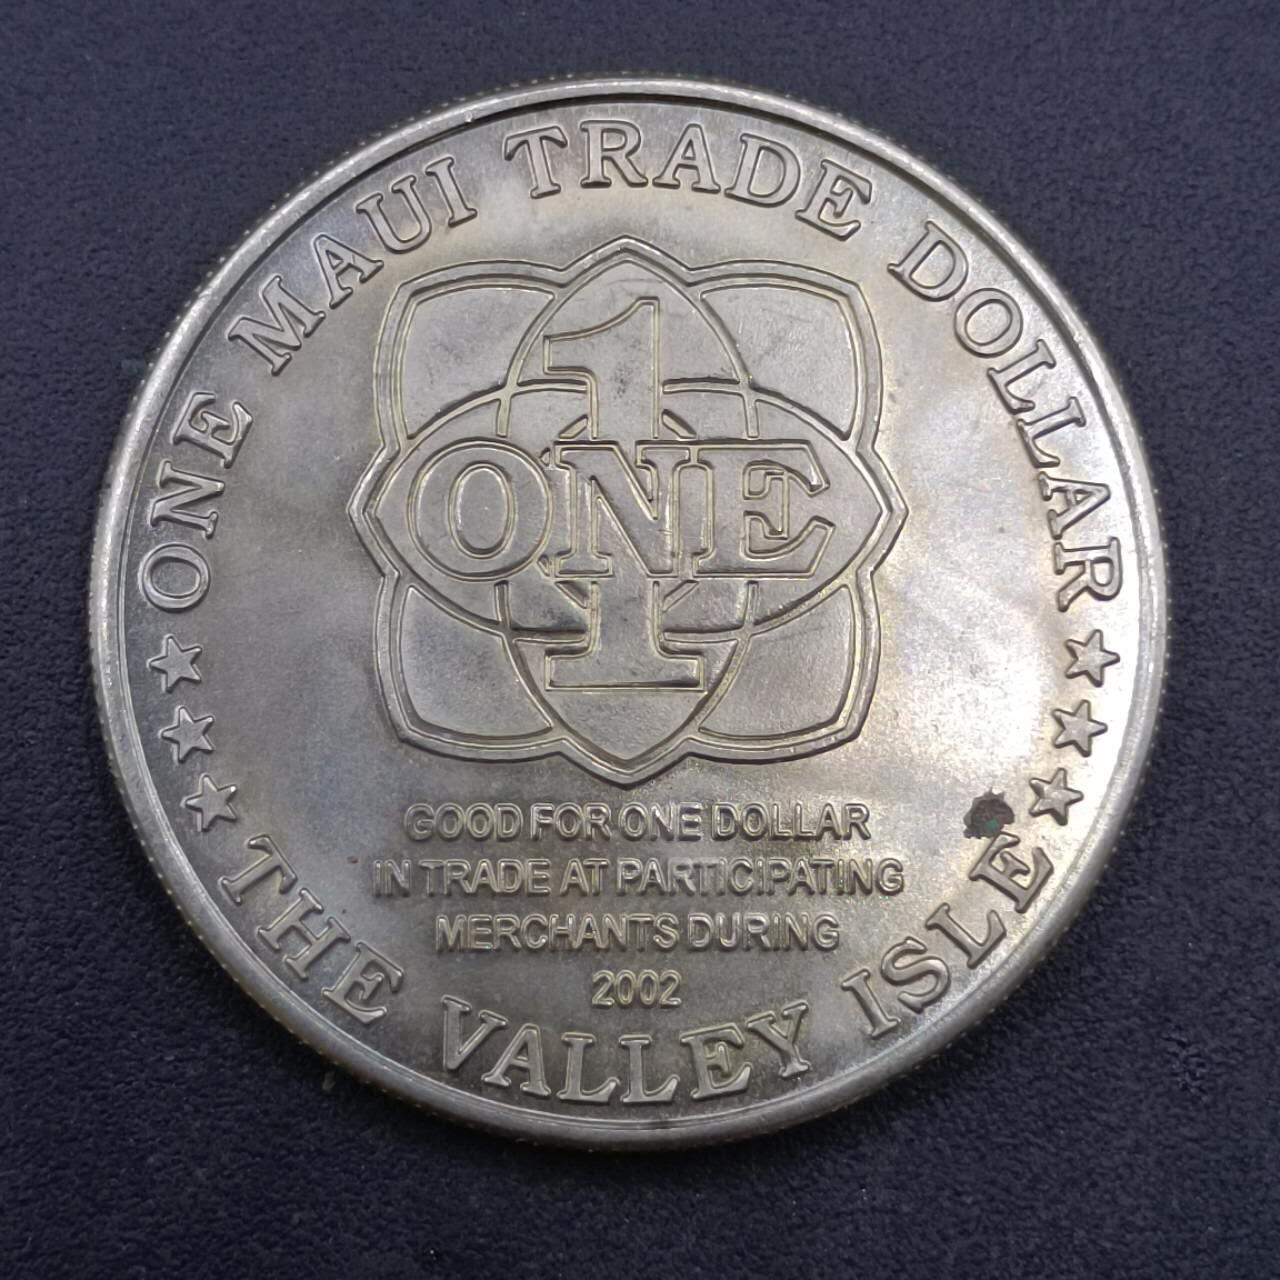 ONE MAUI TRADE DOLLAR
1
ONE
GOOD FOR ONE DOLLAR
IN TRADE AT PARTICIPATING
MERCHANTS DURING
2002
THE VALLEY ISLE